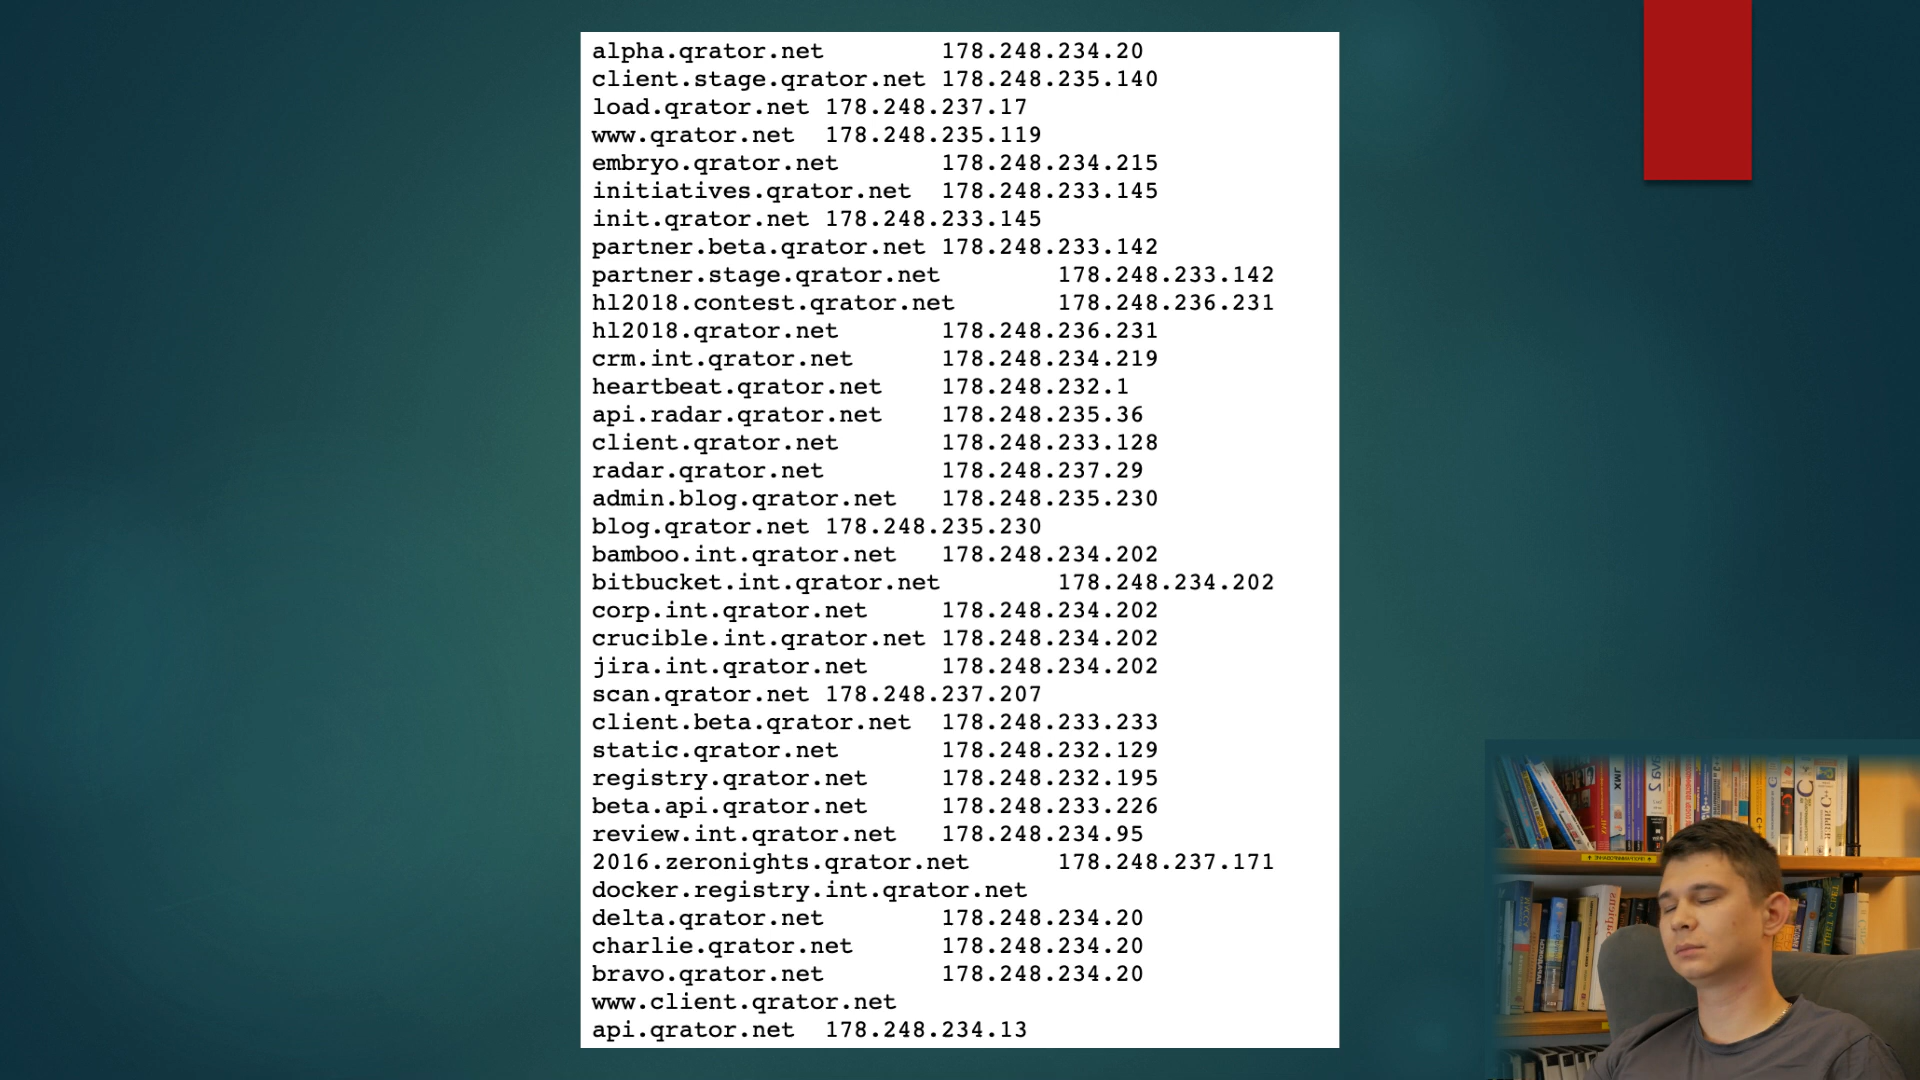 alpha.qrator.net 178.248.234.20
client.stage.qrator.net 178.248.235.140
load.qrator.net 178.248.237.17
www.qrator.net 178.248.235.119
embryo.qrator.net 178.248.234.215
initiatives.qrator.net 178.248.233.145
init.qrator.net 178.248.233.145
partner.beta.qrator.net 178.248.233.142
partner.stage.qrator.net 178.248.233.142
hl2018.contest.qrator.net 178.248.236.231
hl2018.qrator.net 178.248.236.231
crm.int.qrator.net 178.248.234.219
heartbeat.qrator.net 178.248.232.1
api.radar.qrator.net 178.248.235.36
client.qrator.net 178.248.233.128
radar.qrator.net 178.248.237.29
admin.blog.qrator.net 178.248.235.230
blog.qrator.net 178.248.235.230
bamboo.int.qrator.net 178.248.234.202
bitbucket.int.qrator.net 178.248.234.202
corp.int.qrator.net 178.248.234.202
crucible.int.qrator.net 178.248.234.202
jira.int.qrator.net 178.248.234.202
scan.qrator.net 178.248.237.207
client.beta.qrator.net 178.248.233.233
static.qrator.net 178.248.232.129
registry.qrator.net 178.248.232.195
beta.api.qrator.net 178.248.233.226
review.int.qrator.net 178.248.234.95
2016.zeronights.qrator.net 178.248.237.171
docker.registry.int.qrator.net
delta.qrator.net 178.248.234.20
charlie.qrator.net 178.248.234.20
bravo.qrator.net 178.248.234.20
www.client.qrator.net
api.qrator.net 178.248.234.13
JMX